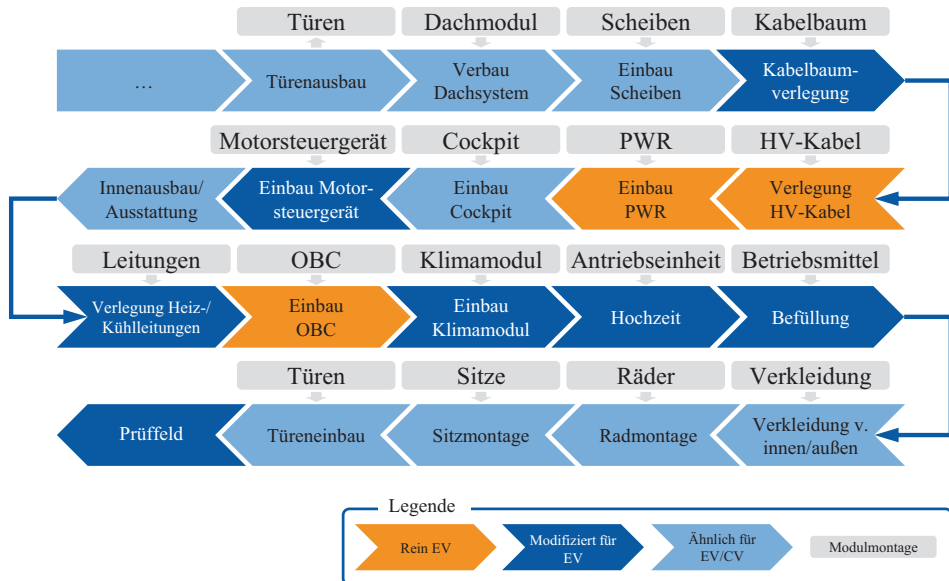 Türen Dachmodul Scheiben Kabelbaum
… Türenausbau Verbau Dachsystem Einbau Scheiben Kabelbaum-verlegung
Motorsteuergerät Cockpit PWR HV-Kabel
Innenausbau/ Ausstattung Einbau Motor-steuergerät Einbau Cockpit Einbau PWR Verlegung HV-Kabel
Leitungen OBC Klimamodul Antriebseinheit Betriebsmittel
Verlegung Heiz-/ Kühlleitungen Einbau OBC Einbau Klimamodul Hochzeit Befüllung
Türen Sitze Räder Verkleidung
Prüffeld Türeneinbau Sitzmontage Radmontage Verkleidung v. innen/außen
Legende
Rein EV Modifiziert für EV Ähnlich für EV/CV Modulmontage